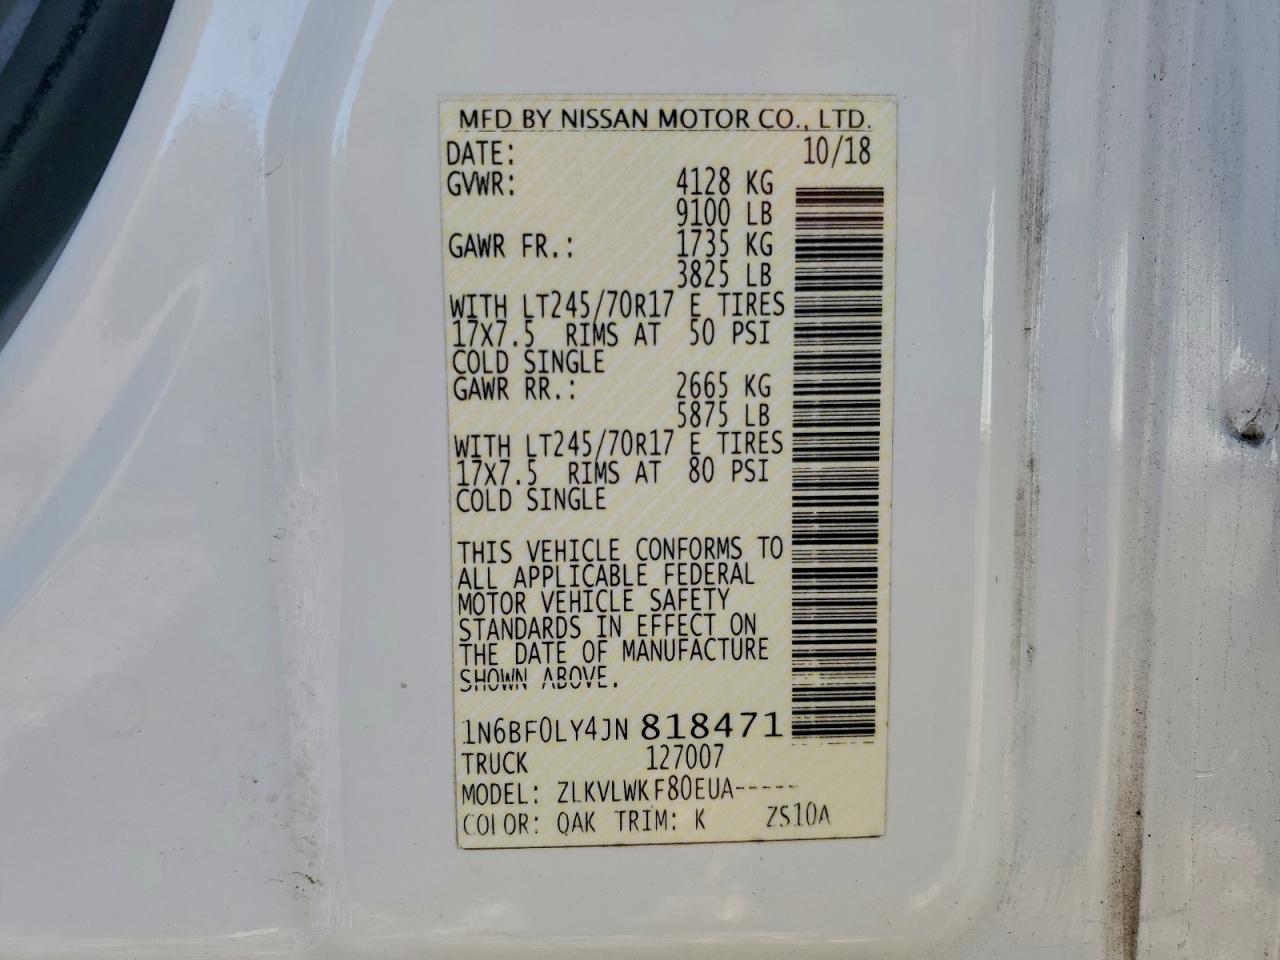 MFD BY NISSAN MOTOR CO., LTD.
DATE: 10/18
GVWR: 4128 KG
9100 LB
GAWR FR.: 1735 KG
3825 LB
WITH LT245/70R17 E TIRES
17X7.5 RIMS AT 50 PSI
COLD SINGLE
GAWR RR.: 2665 KG
5875 LB
WITH LT245/70R17 E TIRES
17X7.5 RIMS AT 80 PSI
COLD SINGLE
THIS VEHICLE CONFORMS TO
ALL APPLICABLE FEDERAL
MOTOR VEHICLE SAFETY
STANDARDS IN EFFECT ON
THE DATE OF MANUFACTURE
SHOWN ABOVE.
1N6BF0LY4JN 818471
TRUCK 127007
MODEL: ZLKVLWKF80EUA-----
COLOR: QAK TRIM: K ZS10A